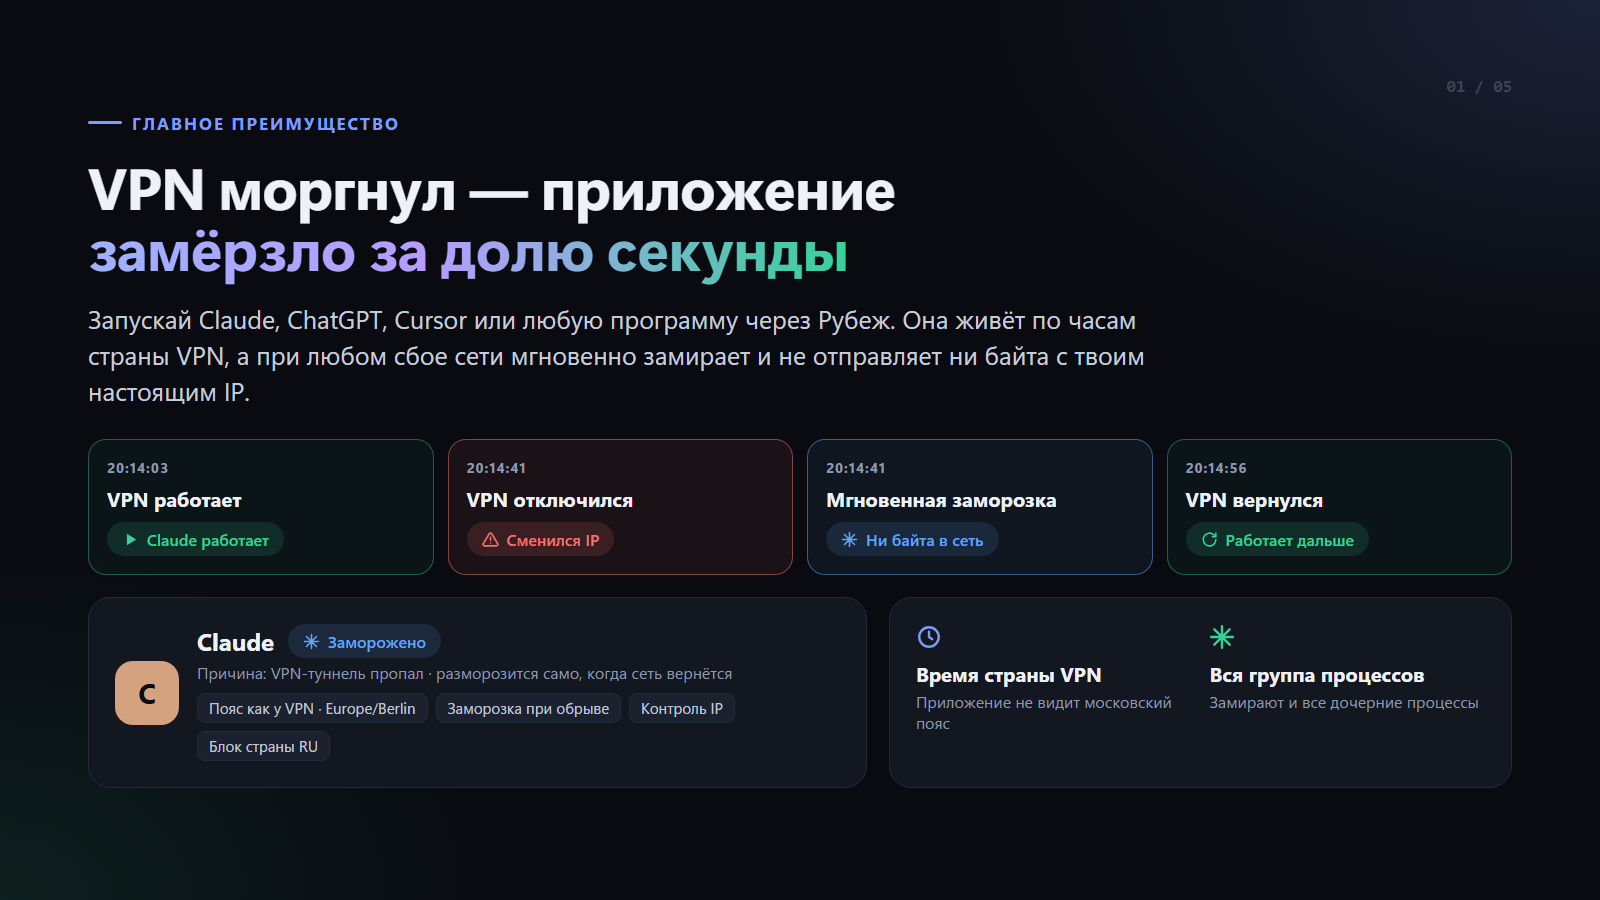 01 / 05
ГЛАВНОЕ ПРЕИМУЩЕСТВО
VPN моргнул — приложение
замёрзло за долю секунды
Запускай Claude, ChatGPT, Cursor или любую программу через Рубеж. Она живёт по часам
страны VPN, а при любом сбое сети мгновенно замирает и не отправляет ни байта с твоим
настоящим IP.
20:14:03
VPN работает
Claude работает
20:14:41
VPN отключился
Сменился IP
20:14:41
Мгновенная заморозка
Ни байта в сеть
20:14:56
VPN вернулся
Работает дальше
C
Claude
Заморожено
Причина: VPN-туннель пропал · разморозится само, когда сеть вернётся
Пояс как у VPN · Europe/Berlin
Заморозка при обрыве
Контроль IP
Блок страны RU
Время страны VPN
Приложение не видит московский
пояс
Вся группа процессов
Замирают и все дочерние процессы